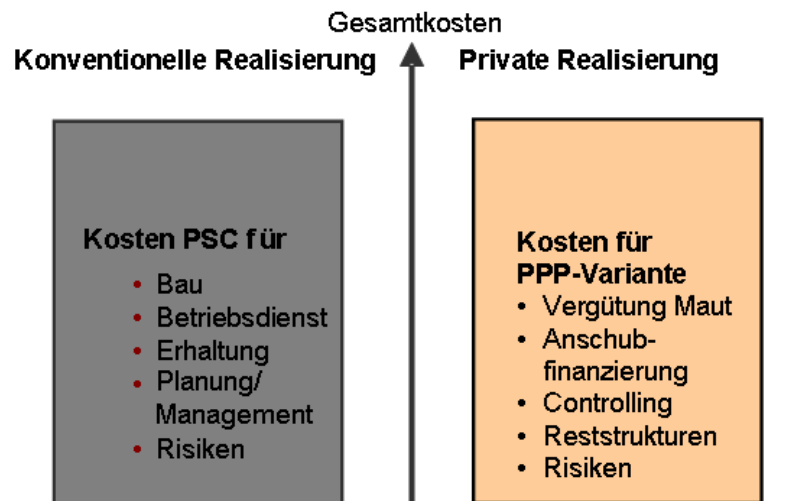 Gesamtkosten
Konventionelle Realisierung
Private Realisierung
Kosten PSC für
• Bau
• Betriebsdienst
• Erhaltung
• Planung/
Management
• Risiken
Kosten für
PPP-Variante
• Vergütung Maut
• Anschub-
finanzierung
• Controlling
• Reststrukturen
• Risiken